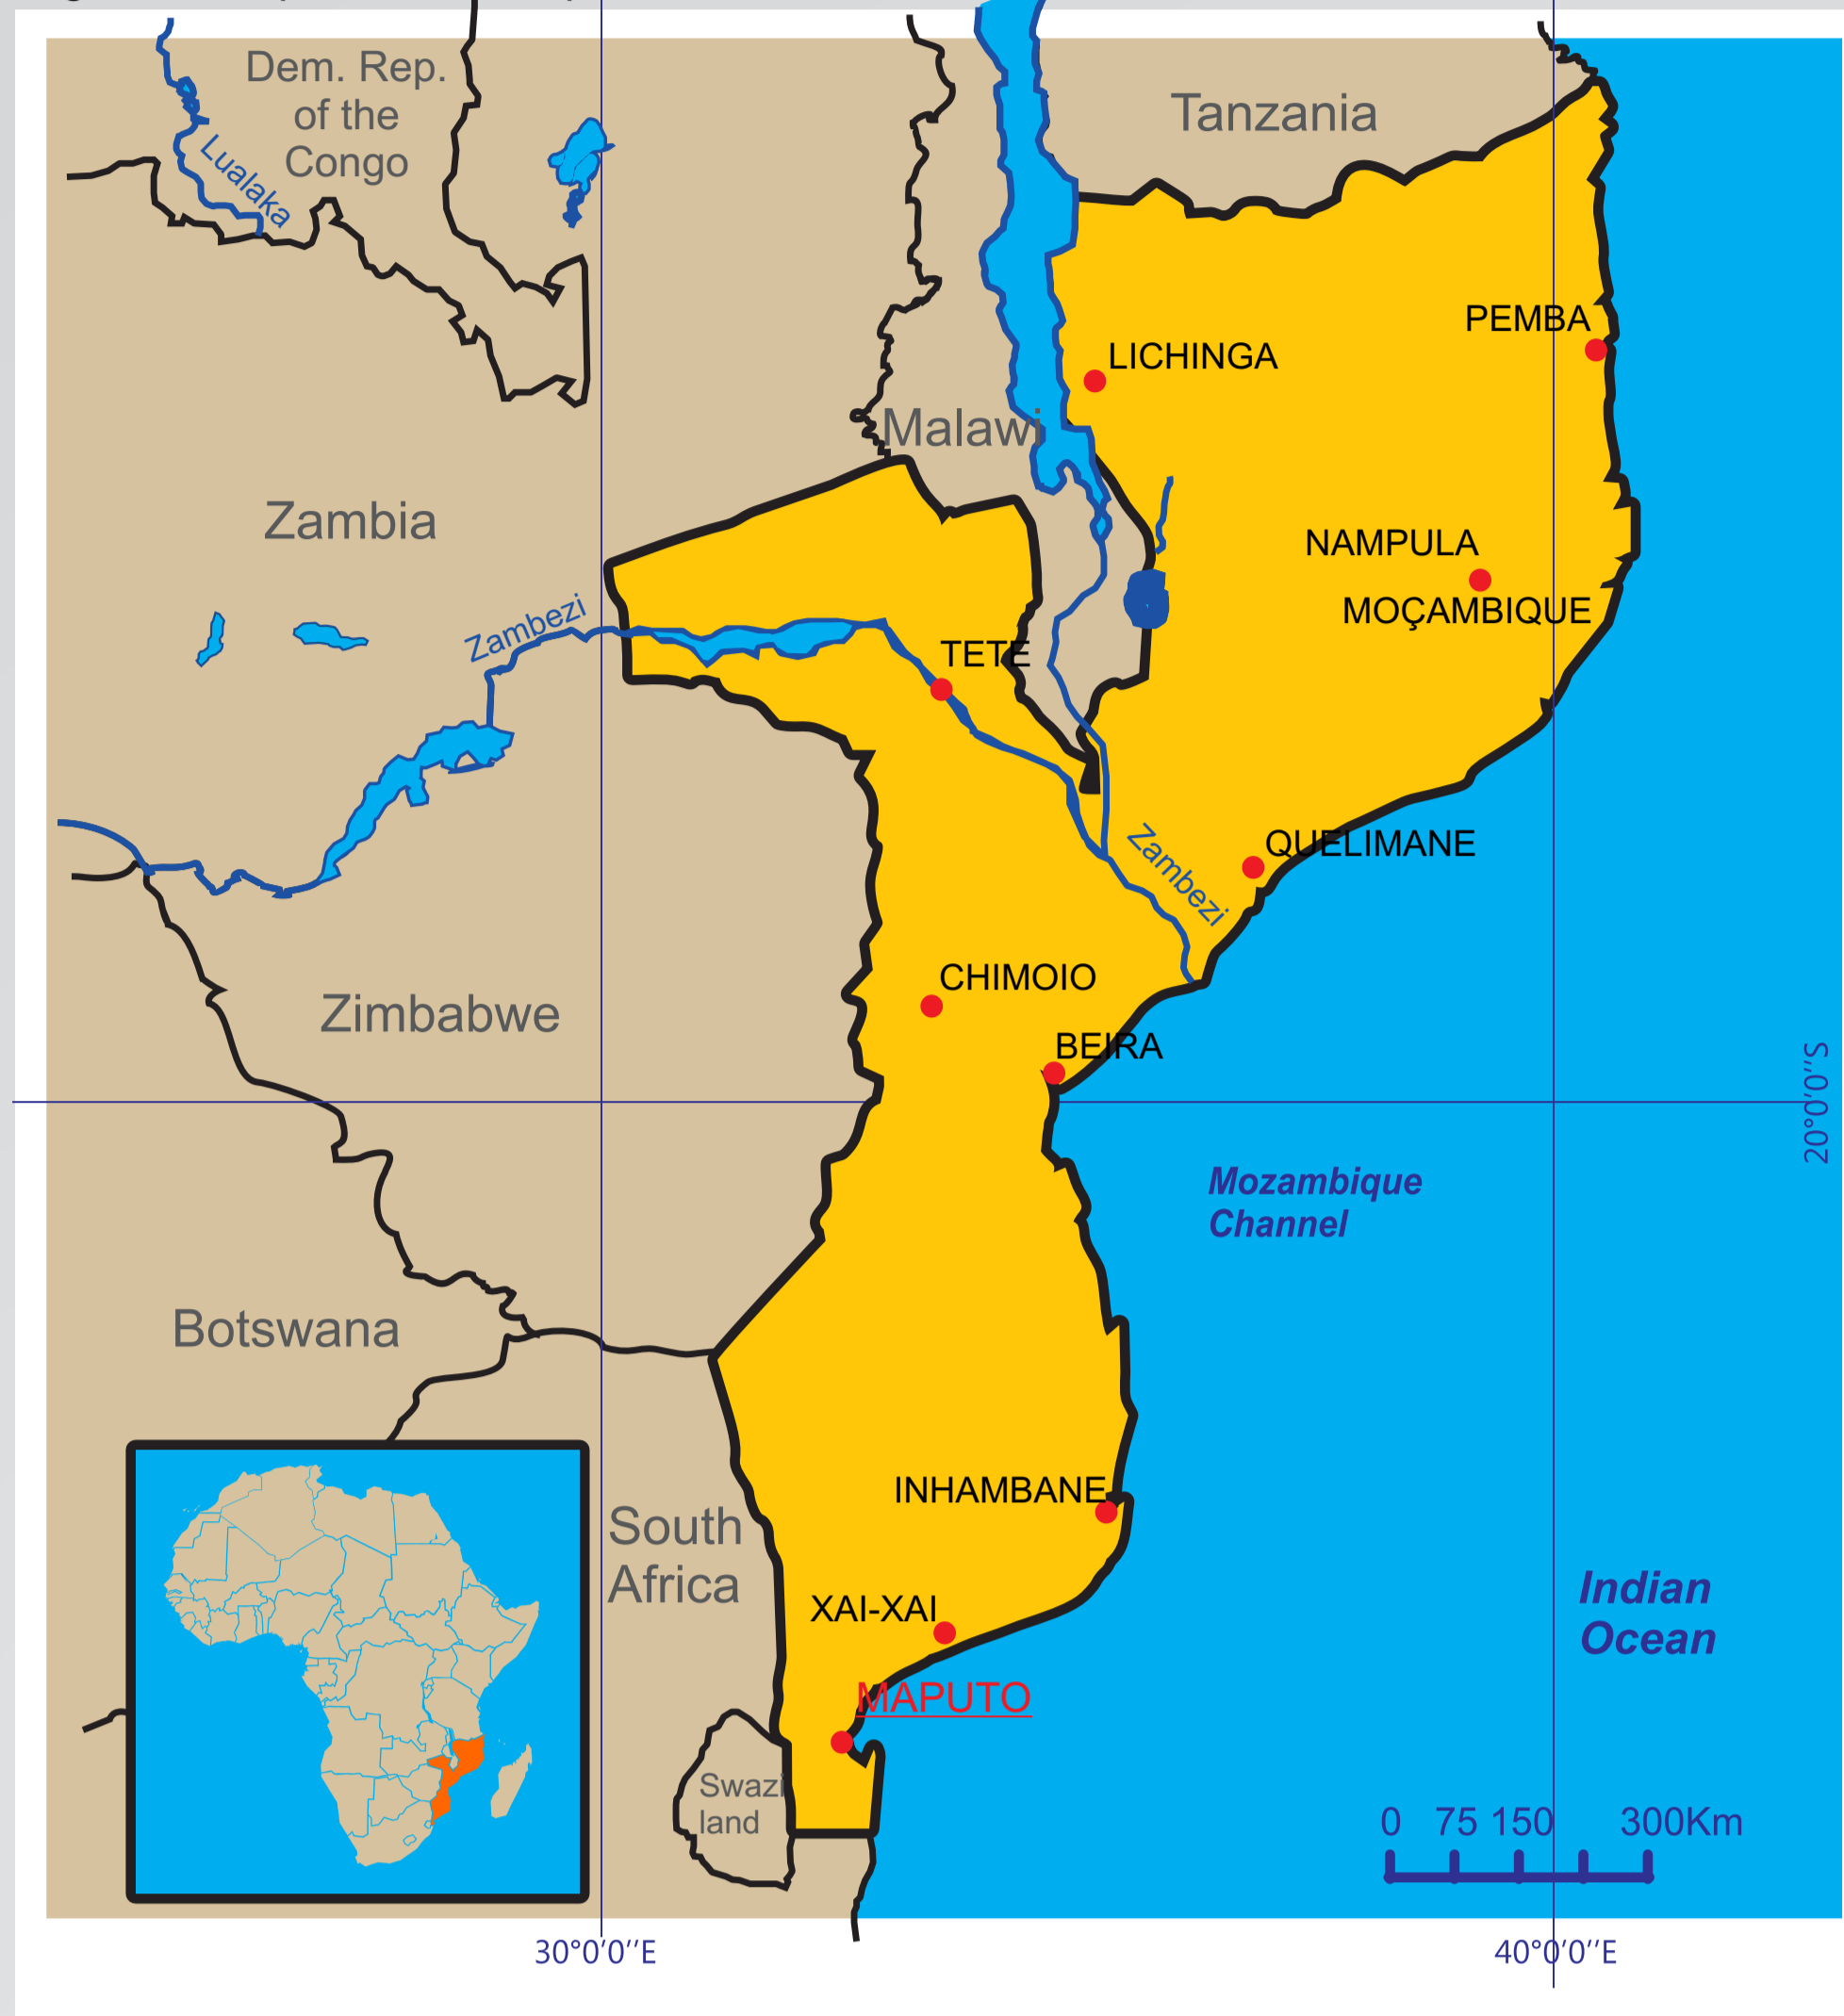 Dem. Rep.
of the
Congo
Lualaka
Tanzania
PEMBA
LICHINGA
Malawi
Zambia
NAMPULA
MOÇAMBIQUE
Zambezi
TETE
QUELIMANE
Zambezi
CHIMOIO
Zimbabwe
BEIRA
20°0'0''S
Mozambique
Channel
Botswana
INHAMBANE
South
Africa
Indian
Ocean
XAI-XAI
MAPUTO
Swazi
land
0 75 150 300Km
30°0'0''E
40°0'0''E